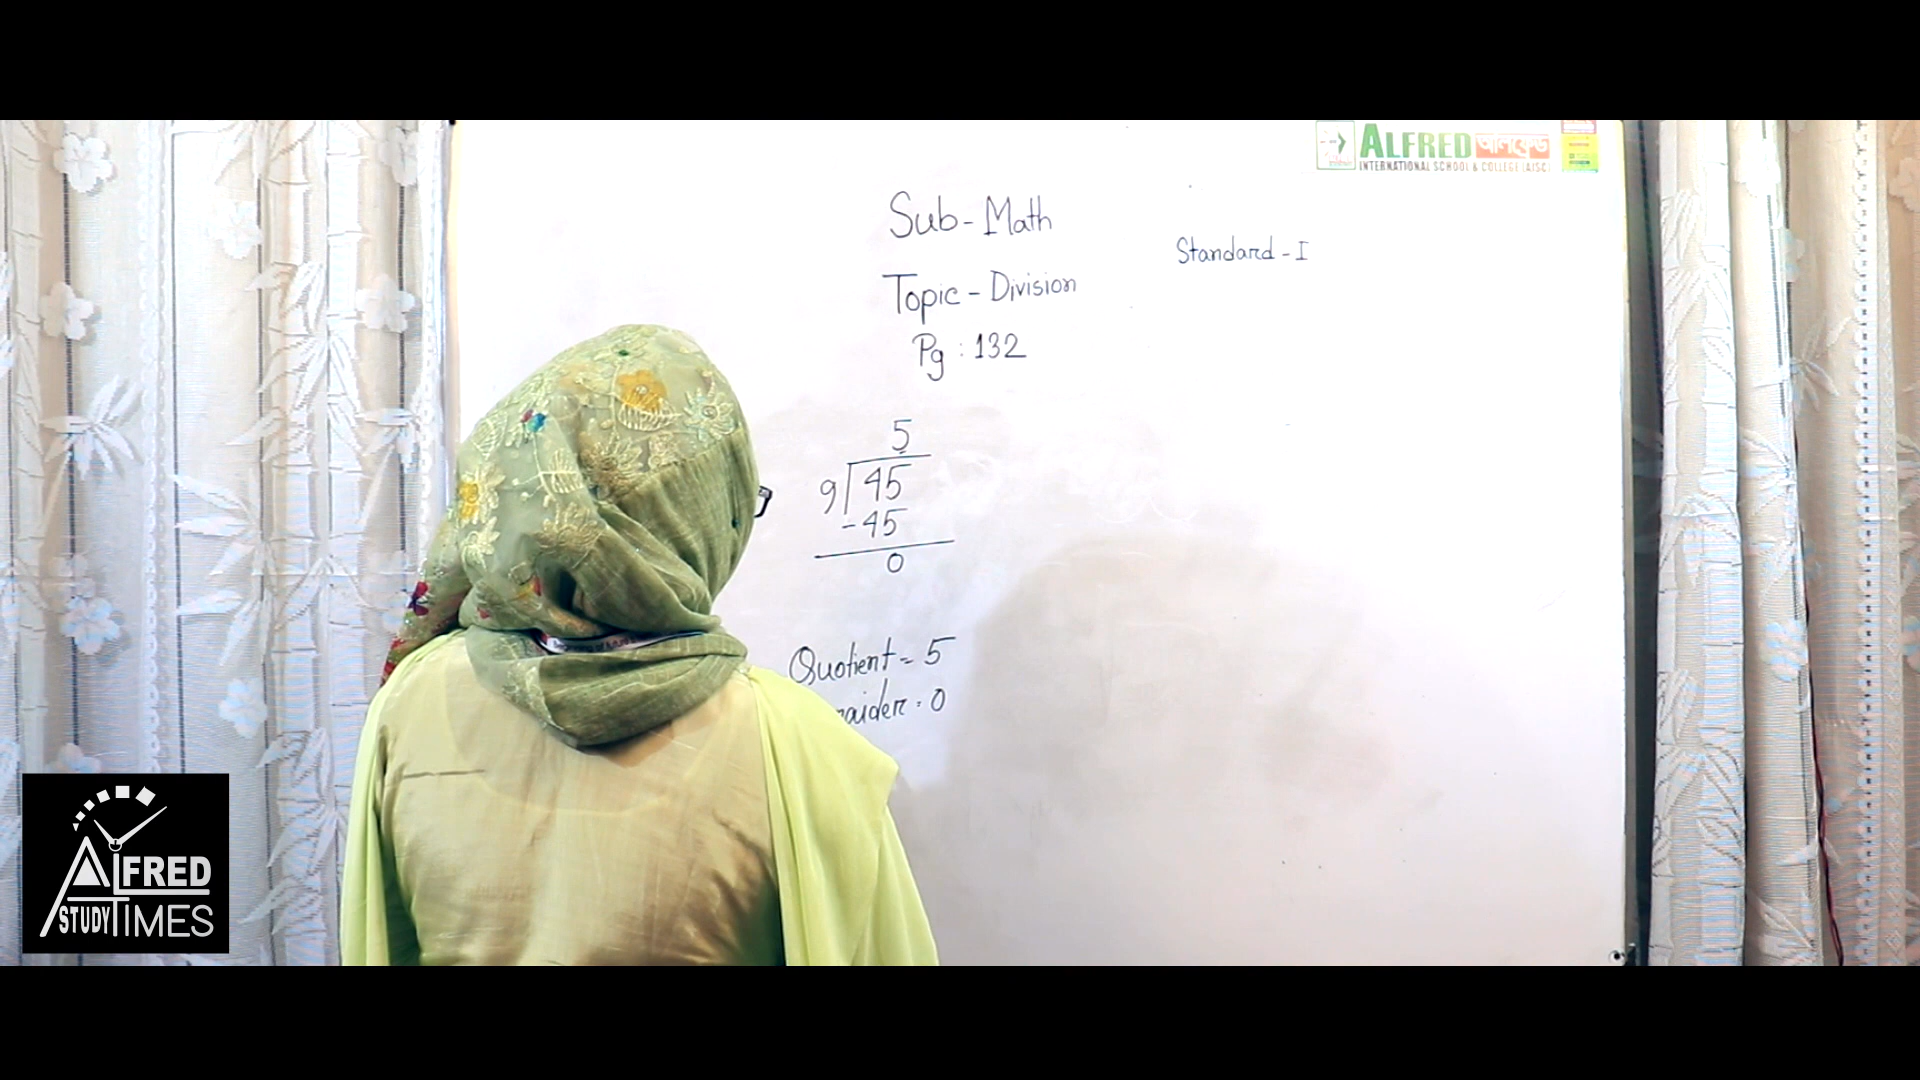 ALFRED আলফ্রেড
INTERNATIONAL SCHOOL & COLLEGE (AISC)
Sub - Math
Standard - I
Topic - Division
Pg : 132
5
9 45
- 45
0
Quotient = 5
0
ALFRED
STUDY TIMES